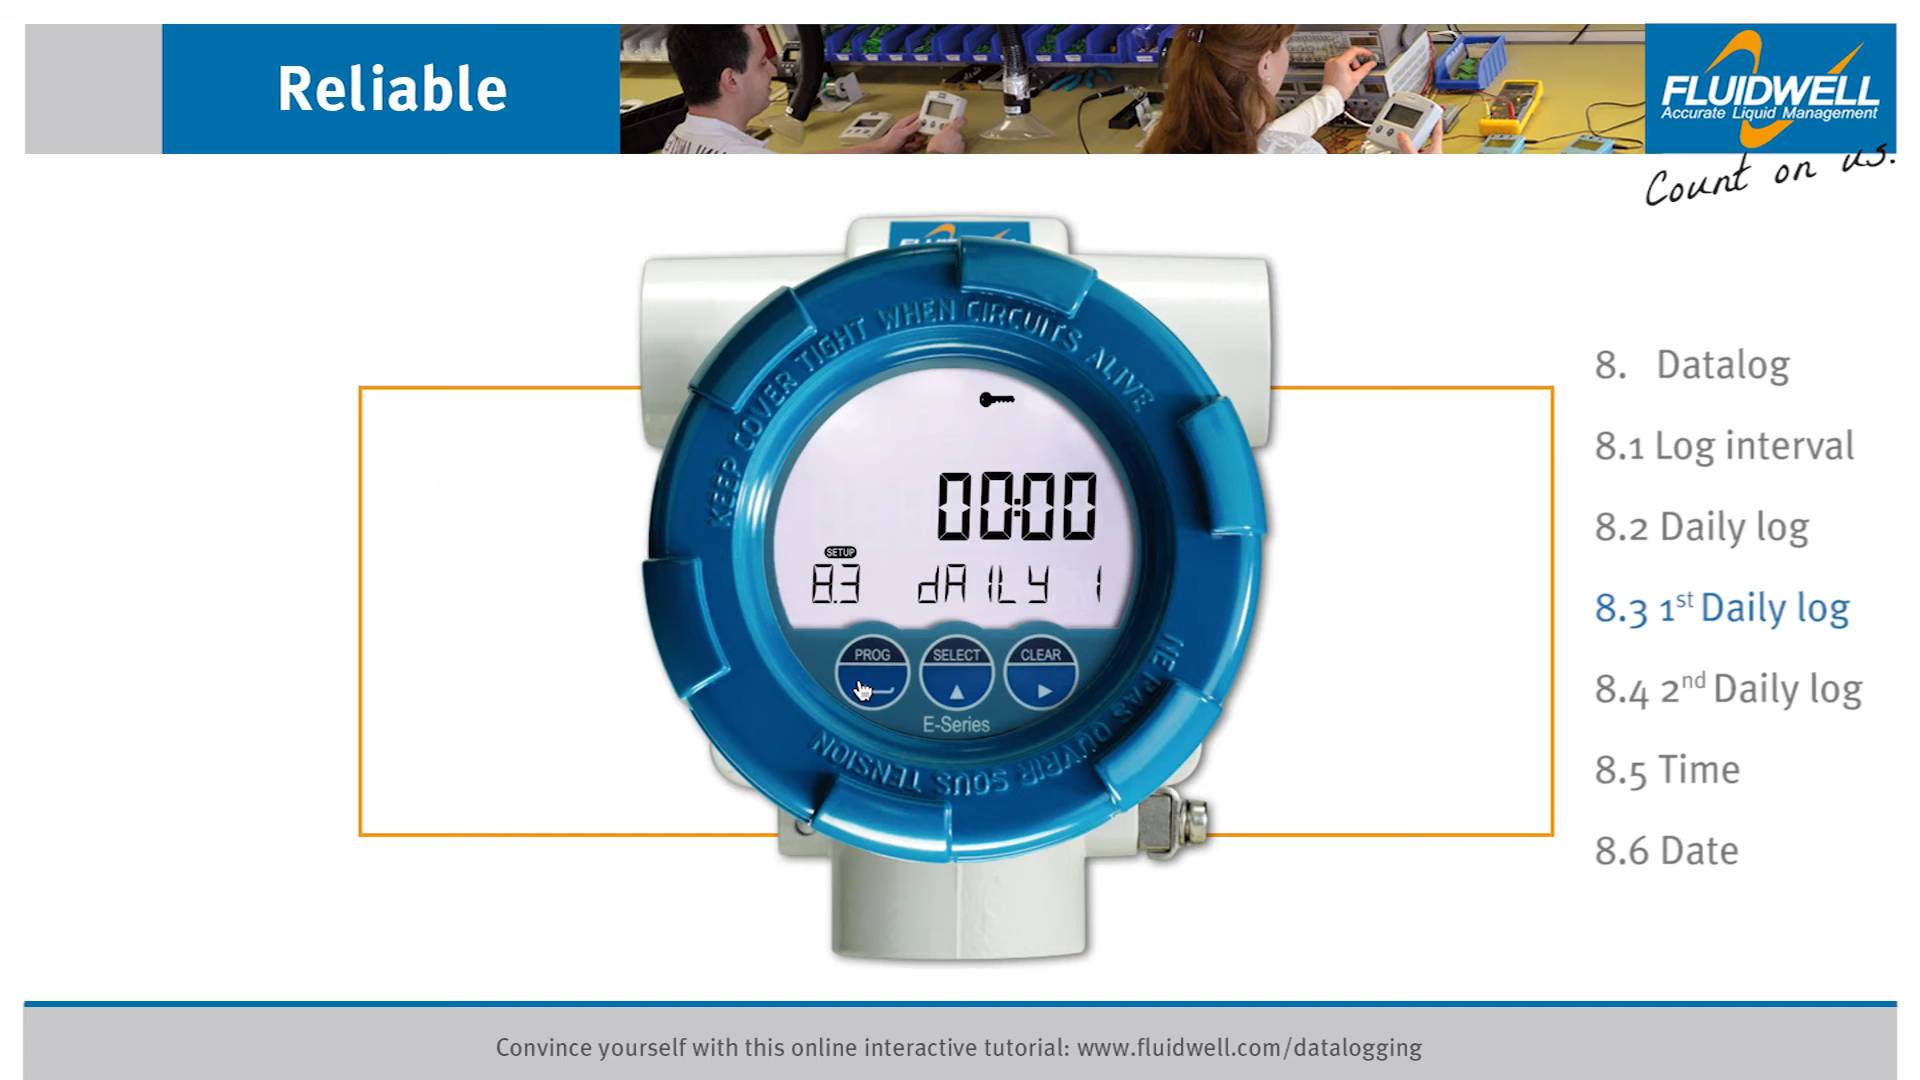 Reliable
FLUIDWELL
Accurate Liquid Management
Count on us.
KEEP COVER TIGHT WHEN CIRCUITS ALIVE
00:00
SETUP
8.3 dAILY 1
PROG SELECT CLEAR
E-Series
NE PAS OUVRIR SOUS TENSION
8. Datalog
8.1 Log interval
8.2 Daily log
8.3 1st Daily log
8.4 2nd Daily log
8.5 Time
8.6 Date
Convince yourself with this online interactive tutorial: www.fluidwell.com/datalogging